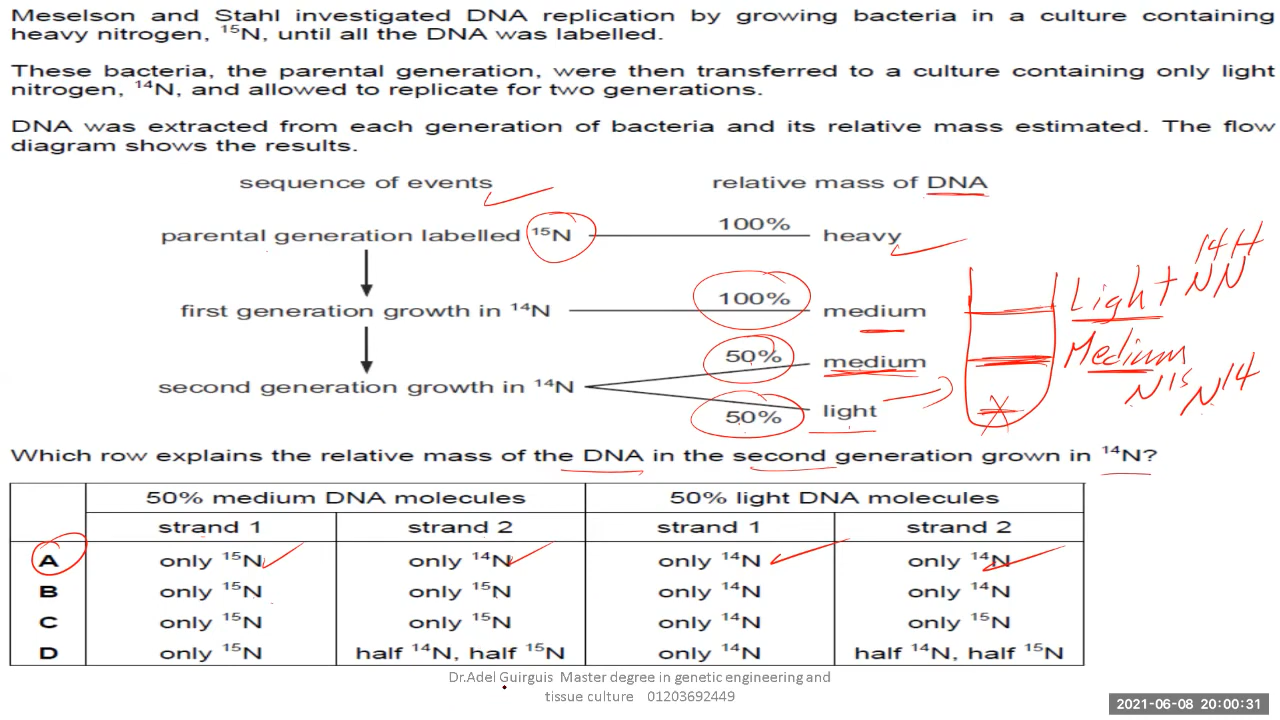 Meselson and Stahl investigated DNA replication by growing bacteria in a culture containing
heavy nitrogen, ¹⁵N, until all the DNA was labelled.
These bacteria, the parental generation, were then transferred to a culture containing only light
nitrogen, ¹⁴N, and allowed to replicate for two generations.
DNA was extracted from each generation of bacteria and its relative mass estimated. The flow
diagram shows the results.
sequence of events relative mass of DNA
parental generation labelled ¹⁵N 100% heavy
first generation growth in ¹⁴N 100% medium
second generation growth in ¹⁴N 50% medium
50% light
Light + NN
Medium
N¹⁵ N¹⁴
Which row explains the relative mass of the DNA in the second generation grown in ¹⁴N?
50% medium DNA molecules 50% light DNA molecules
strand 1 strand 2 strand 1 strand 2
A only ¹⁵N only ¹⁴N only ¹⁴N only ¹⁴N
B only ¹⁵N only ¹⁵N only ¹⁴N only ¹⁴N
C only ¹⁵N only ¹⁵N only ¹⁴N only ¹⁵N
D only ¹⁵N half ¹⁴N, half ¹⁵N only ¹⁴N half ¹⁴N, half ¹⁵N
Dr.Adel Guirguis Master degree in genetic engineering and
tissue culture 01203692449
2021-06-08 20:00:31